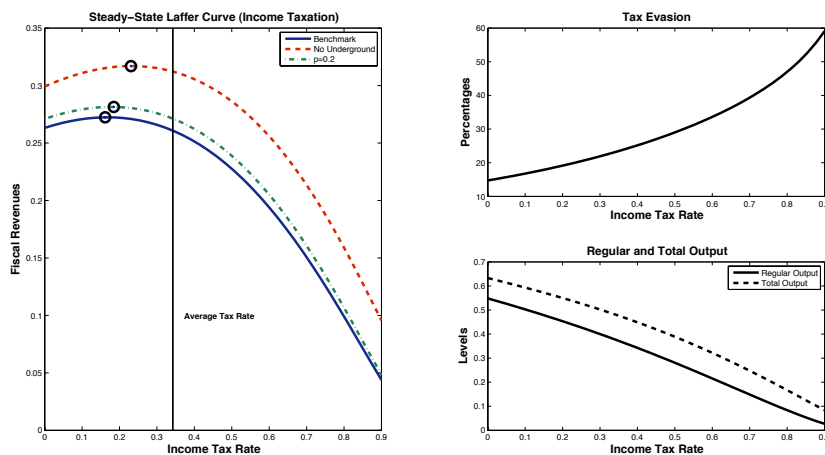 Steady-State Laffer Curve (Income Taxation)
0.35
0.3
0.25
0.2
0.15
0.1
0.05
0
Fiscal Revenues
Benchmark
No Underground
p=0.2
Average Tax Rate
0 0.1 0.2 0.3 0.4 0.5 0.6 0.7 0.8 0.9
Income Tax Rate
Tax Evasion
60
50
40
30
20
10
Percentages
0 0.1 0.2 0.3 0.4 0.5 0.6 0.7 0.8 0.9
Income Tax Rate
Regular and Total Output
0.7
0.6
0.5
0.4
0.3
0.2
0.1
0
Levels
Regular Output
Total Output
0 0.1 0.2 0.3 0.4 0.5 0.6 0.7 0.8 0.9
Income Tax Rate